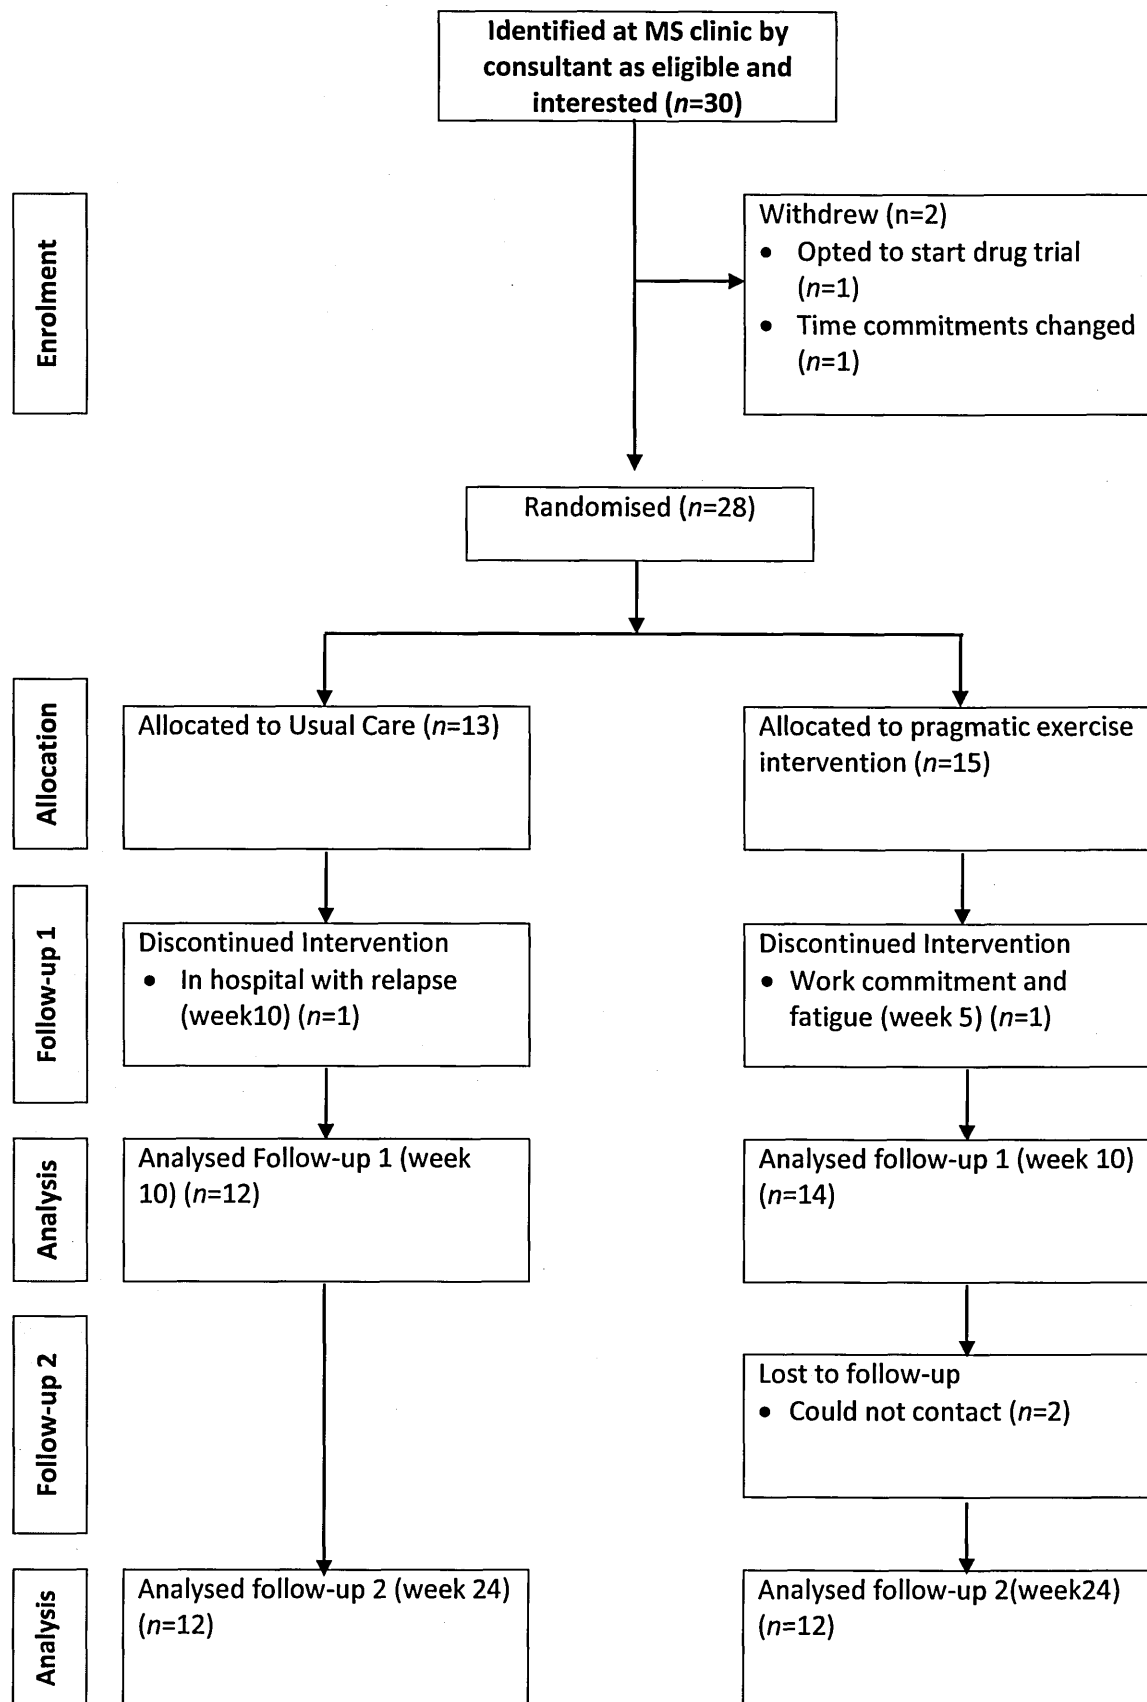 Identified at MS clinic by
consultant as eligible and
interested (n=30)
Enrolment
Withdrew (n=2)
• Opted to start drug trial
(n=1)
• Time commitments changed
(n=1)
Randomised (n=28)
Allocation
Allocated to Usual Care (n=13)
Allocated to pragmatic exercise
intervention (n=15)
Follow-up 1
Discontinued Intervention
• In hospital with relapse
(week10) (n=1)
Discontinued Intervention
• Work commitment and
fatigue (week 5) (n=1)
Analysis
Analysed Follow-up 1 (week
10) (n=12)
Analysed follow-up 1 (week 10)
(n=14)
Follow-up 2
Lost to follow-up
• Could not contact (n=2)
Analysis
Analysed follow-up 2 (week 24)
(n=12)
Analysed follow-up 2(week24)
(n=12)